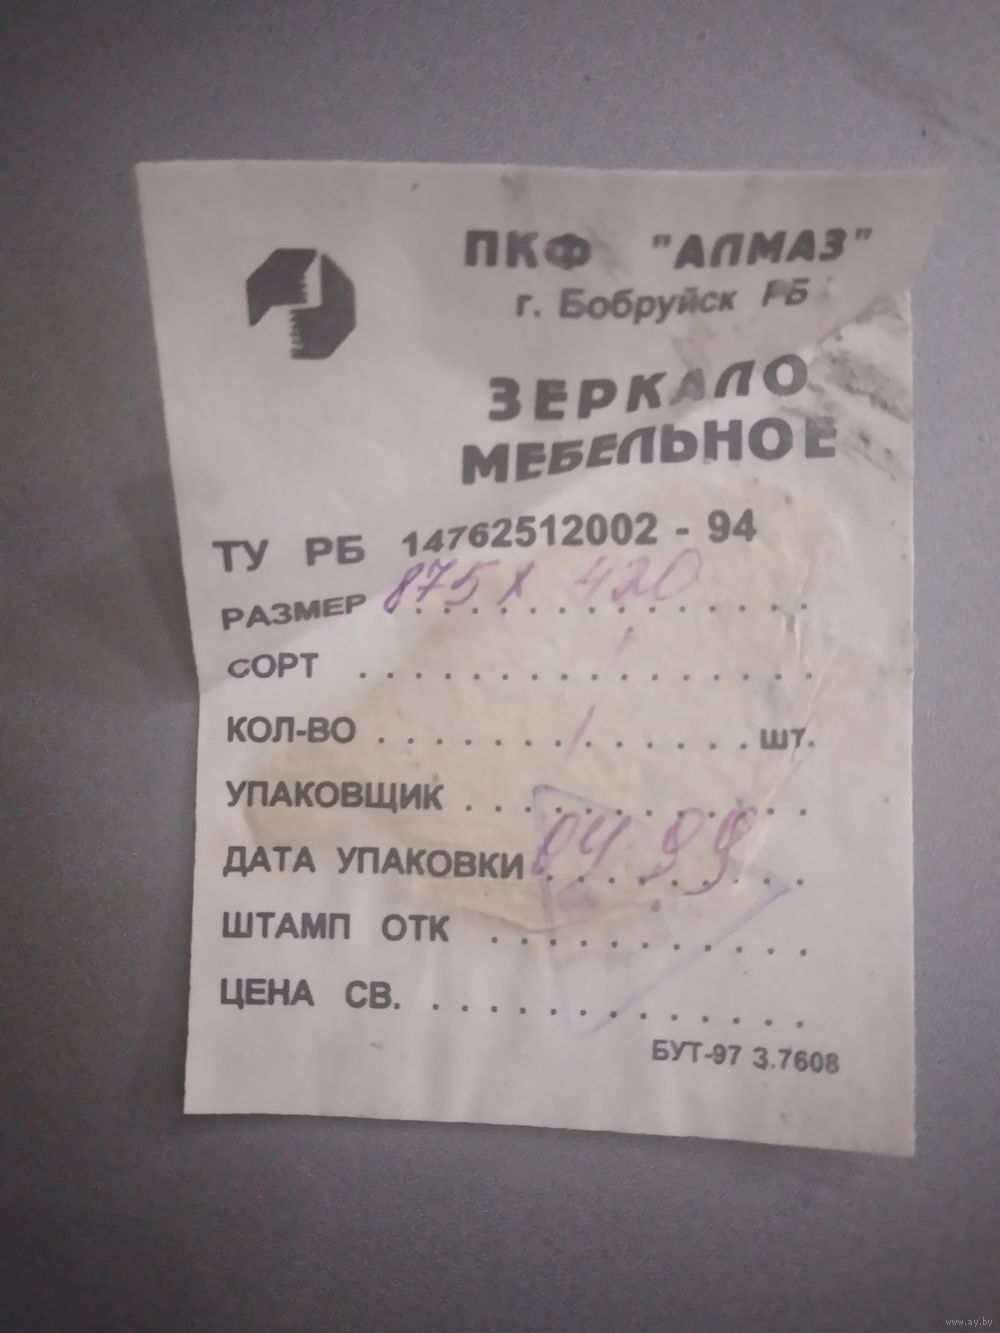 ПКФ "АЛМАЗ"
г. Бобруйск РБ
ЗЕРКАЛО
МЕБЕЛЬНОЕ
ТУ РБ 14762512002 - 94
РАЗМЕР 875 х 420
СОРТ 1
КОЛ-ВО 1 шт.
УПАКОВЩИК
ДАТА УПАКОВКИ 04 99
ШТАМП ОТК
ЦЕНА СВ.
БУТ-97 З.7608
www.ay.by